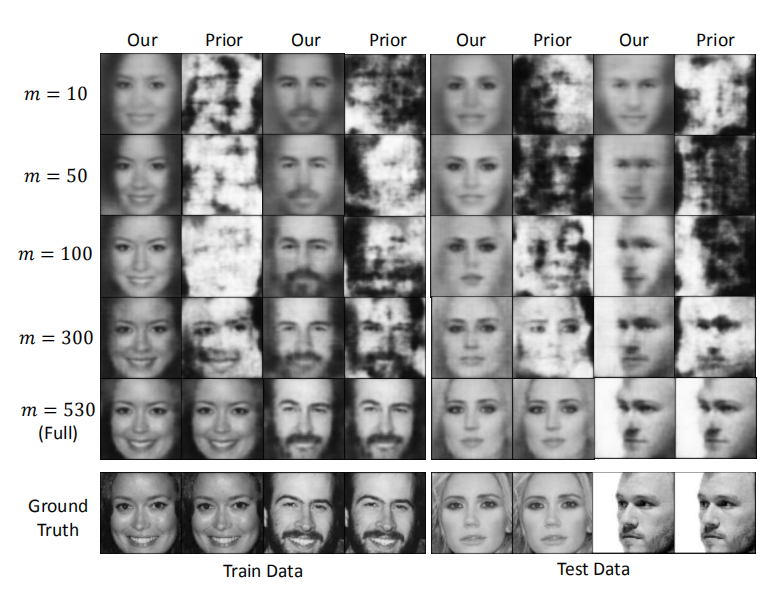 Our Prior Our Prior Our Prior Our Prior
m = 10
m = 50
m = 100
m = 300
m = 530
(Full)
Ground
Truth
Train Data Test Data